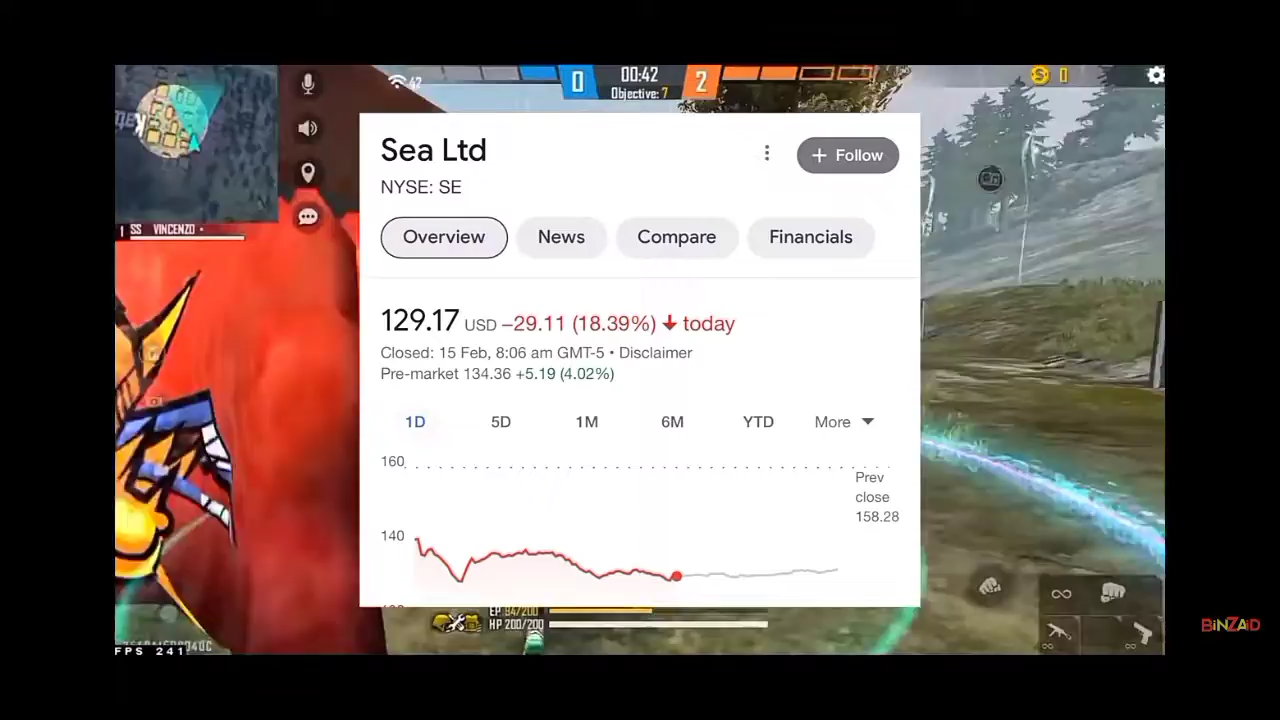 42
0
00:42
2
Objective: 7
S 0
Sea Ltd
+ Follow
NYSE: SE
SS VINCENZO
Overview
News
Compare
Financials
129.17 USD −29.11 (18.39%) ↓ today
Closed: 15 Feb, 8:06 am GMT-5 • Disclaimer
Pre-market 134.36 +5.19 (4.02%)
1D
5D
1M
6M
YTD
More
160
Prev
close
158.28
140
EP 94/200
HP 200/200
BiNZAiD
FPS 241